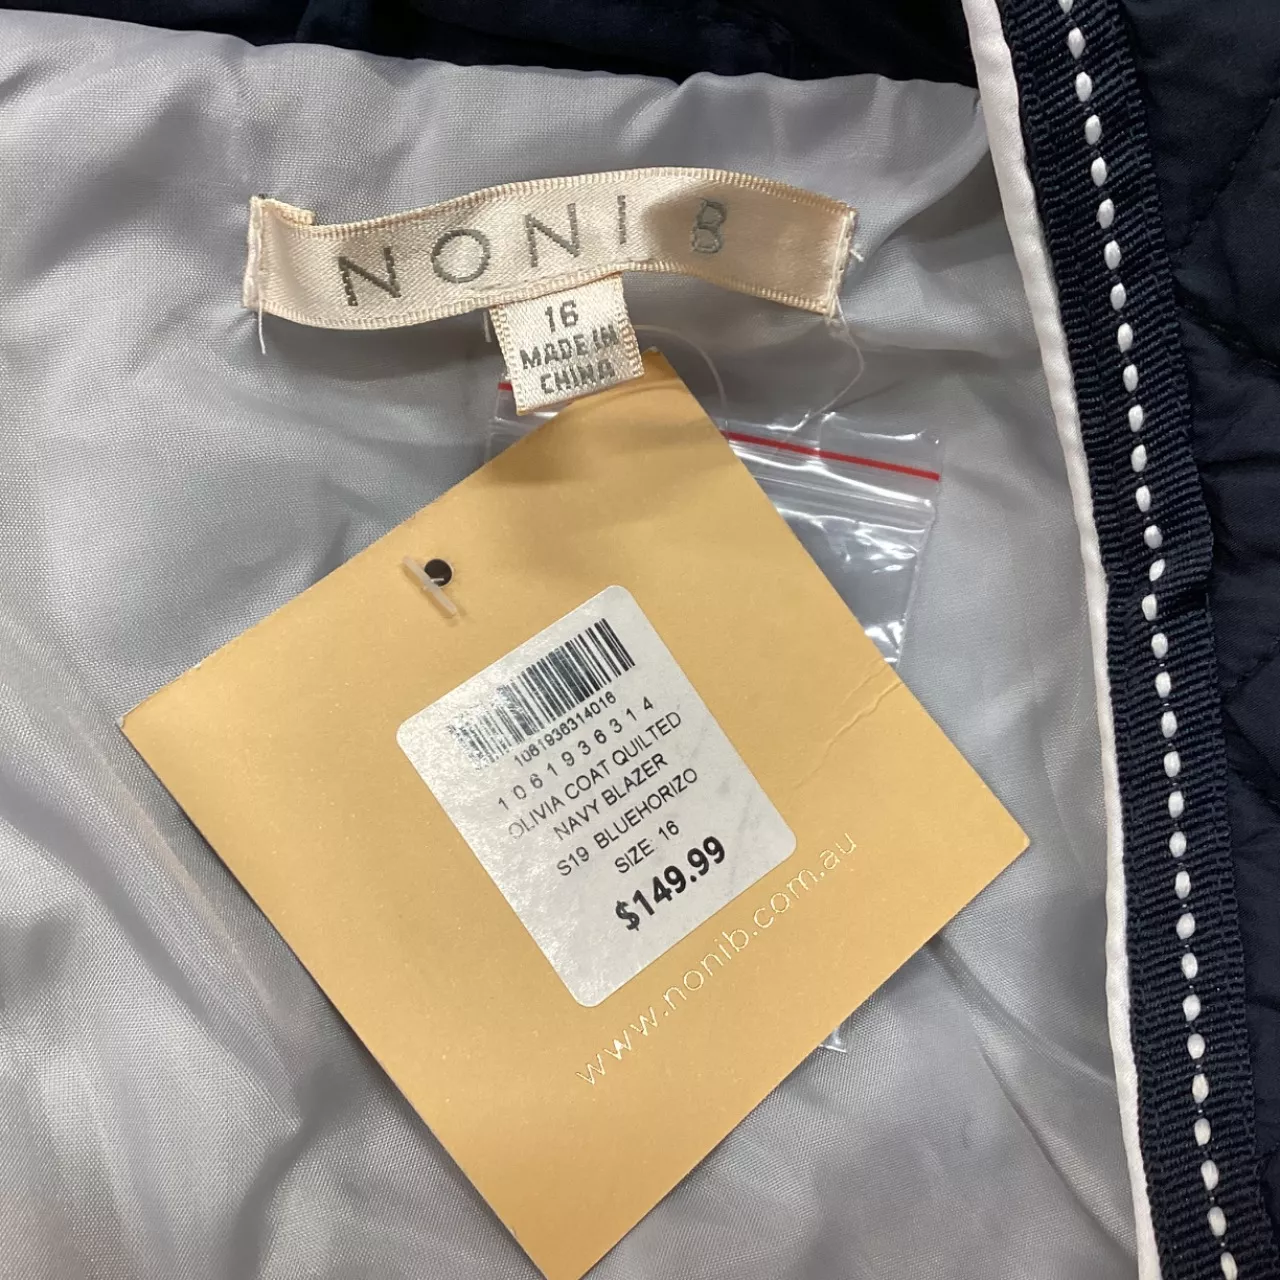 NONI B
16
MADE IN
CHINA
1061936314016
1 0 6 1 9 3 6 3 1 4
OLIVIA COAT QUILTED
NAVY BLAZER
S19 BLUEHORIZO
SIZE 16
$149.99
www.nonib.com.au